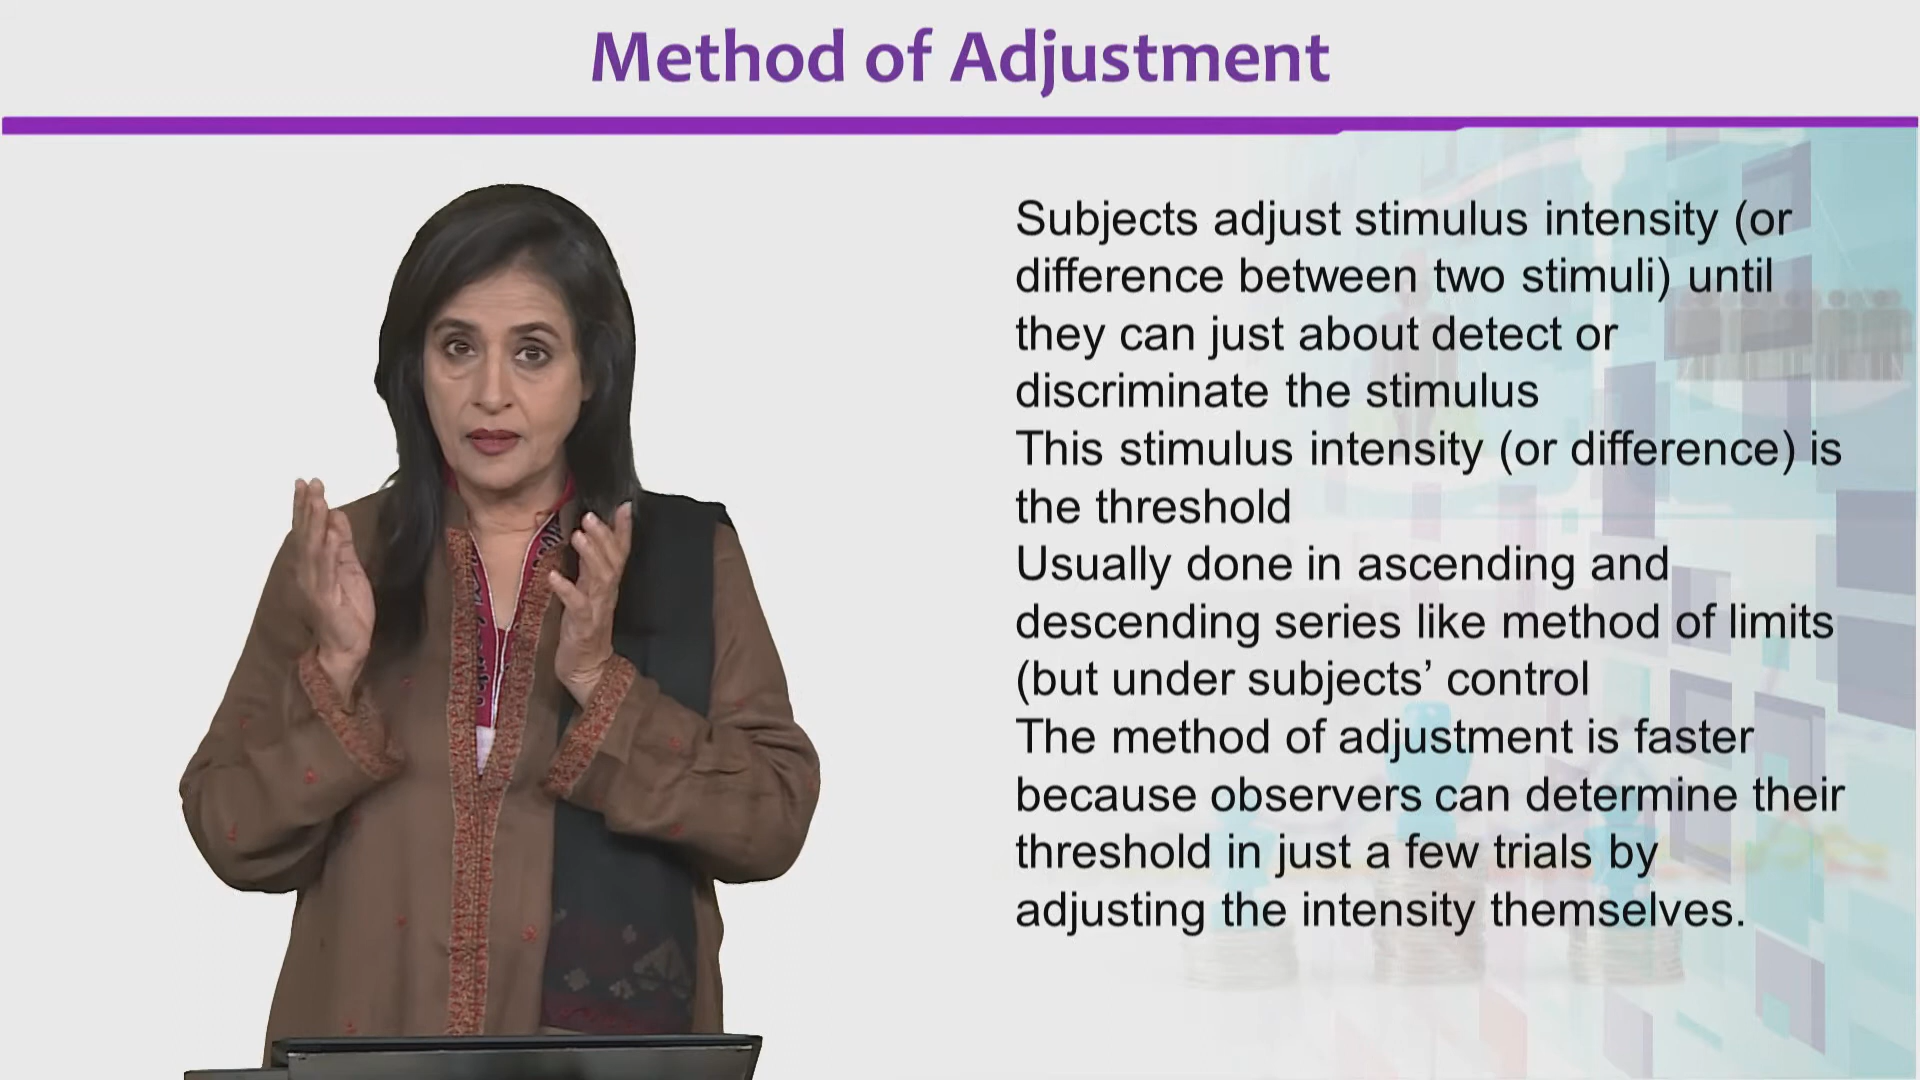 Method of Adjustment
Subjects adjust stimulus intensity (or
difference between two stimuli) until
they can just about detect or
discriminate the stimulus
This stimulus intensity (or difference) is
the threshold
Usually done in ascending and
descending series like method of limits
(but under subjects’ control
The method of adjustment is faster
because observers can determine their
threshold in just a few trials by
adjusting the intensity themselves.